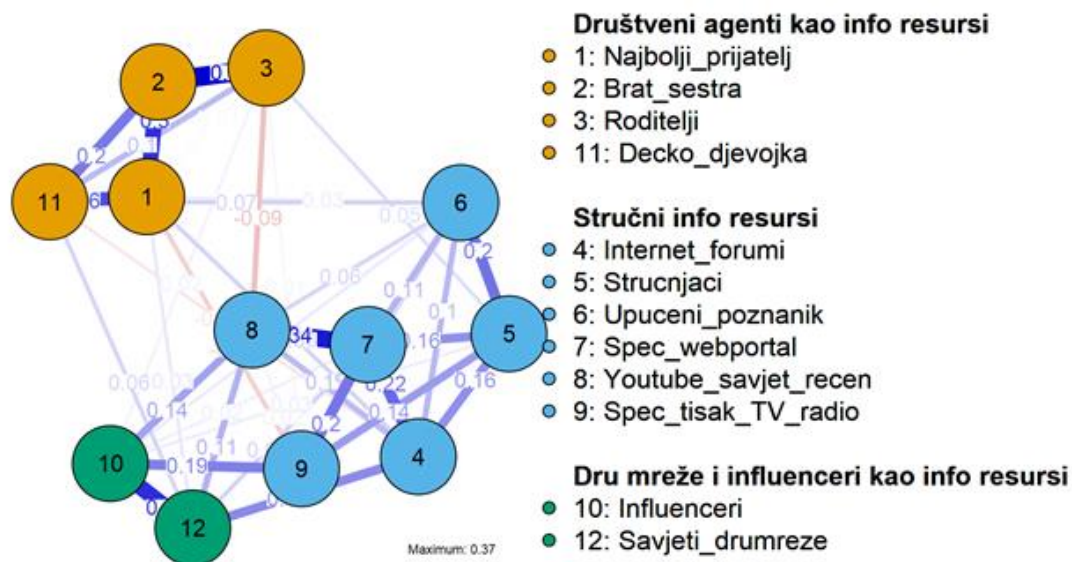 Društveni agenti kao info resursi
1: Najbolji_prijatelj
2: Brat_sestra
3: Roditelji
11: Decko_djevojka
Stručni info resursi
4: Internet_forumi
5: Strucnjaci
6: Upuceni_poznanik
7: Spec_webportal
8: Youtube_savjet_recen
9: Spec_tisak_TV_radio
Dru mreže i influenceri kao info resursi
10: Influenceri
12: Savjeti_drumreze
3
2
0.2
11
1
6
0.07
0.03
-0.09
0.05
0.2
0.06
0.11
0.1
8
7
0.16
5
0.06
0.22
0.16
0.14
0.14
0.2
0.11
10
0.19
9
4
12
Maximum: 0.37